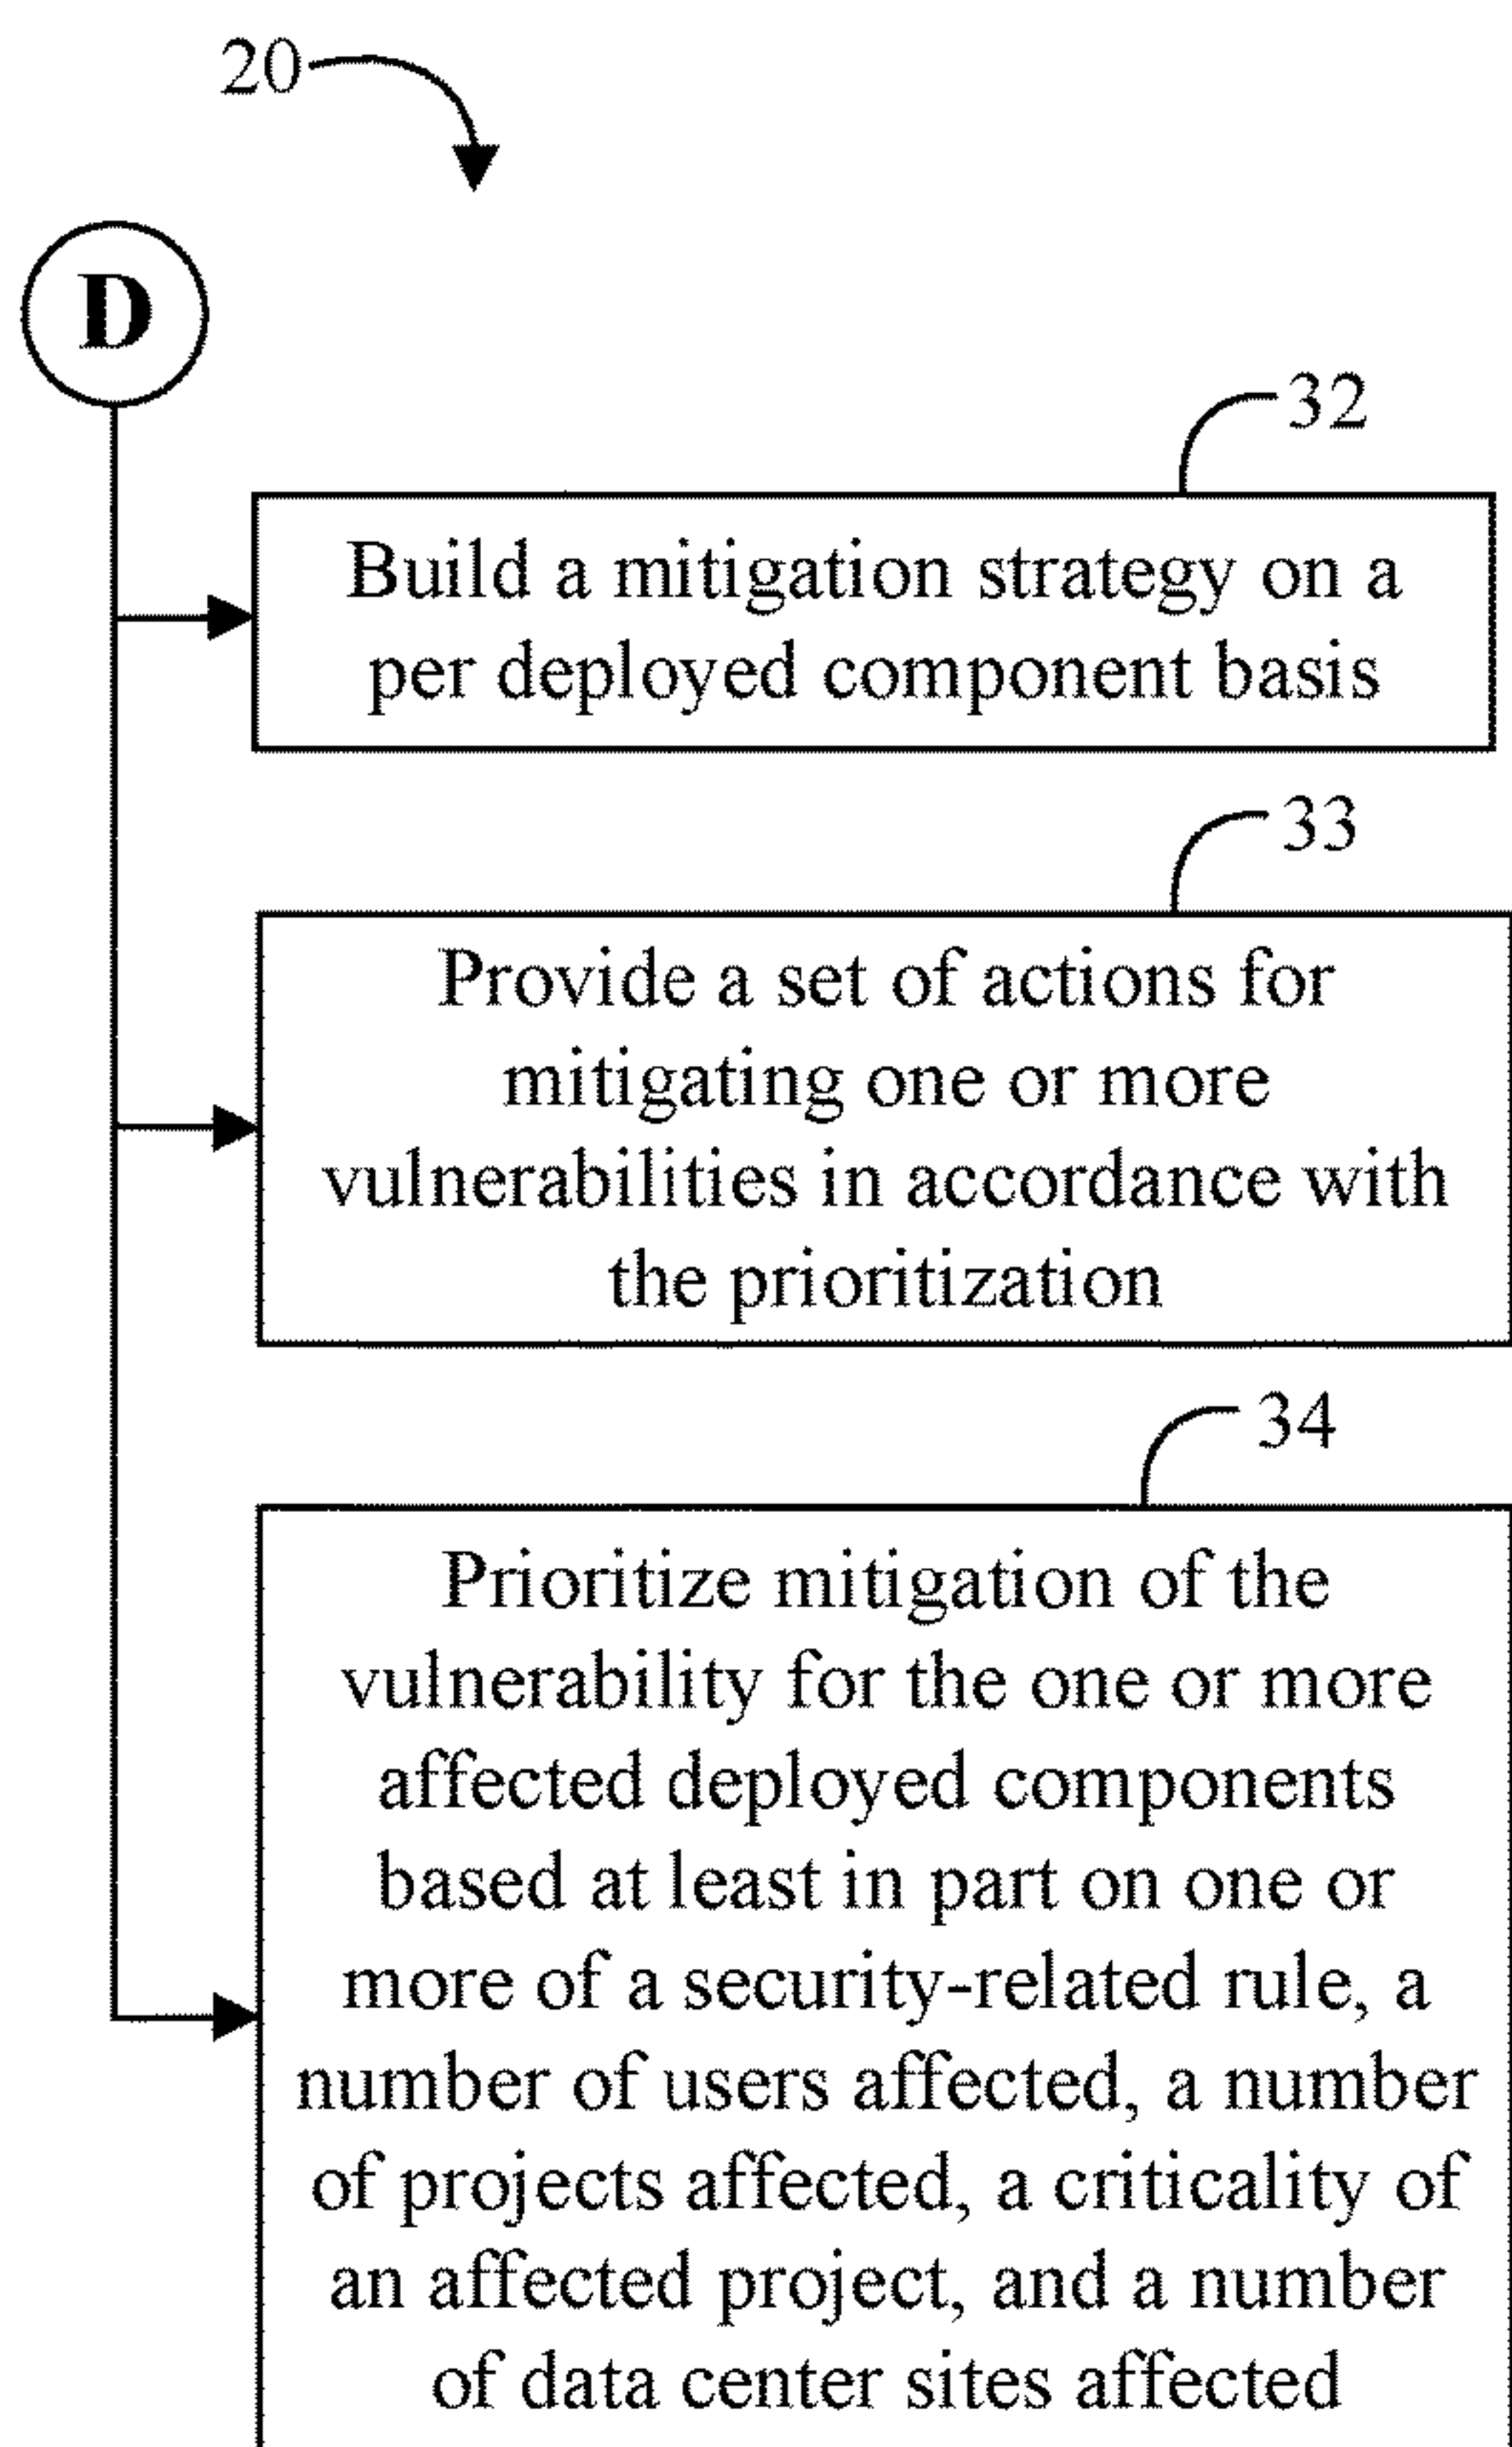 20
D
32
Build a mitigation strategy on a
per deployed component basis
33
Provide a set of actions for
mitigating one or more
vulnerabilities in accordance with
the prioritization
34
Prioritize mitigation of the
vulnerability for the one or more
affected deployed components
based at least in part on one or
more of a security-related rule, a
number of users affected, a number
of projects affected, a criticality of
an affected project, and a number
of data center sites affected